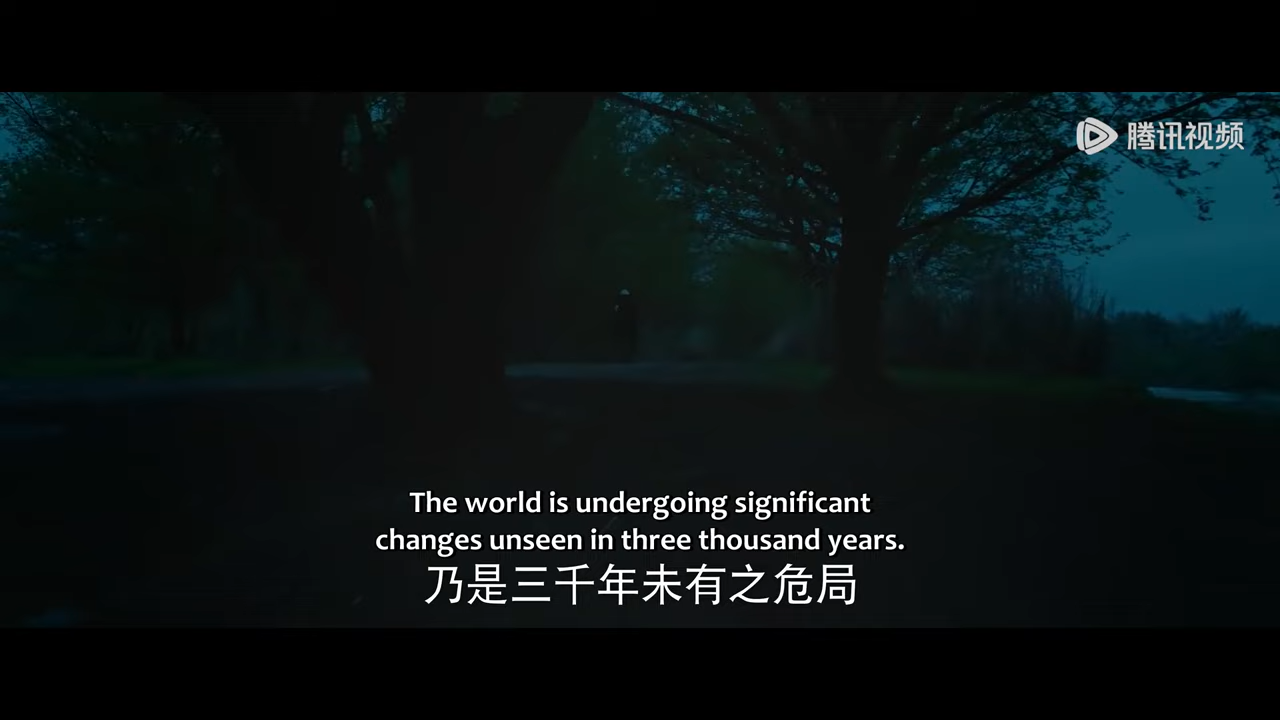 腾讯视频
The world is undergoing significant
changes unseen in three thousand years.
乃是三千年未有之危局